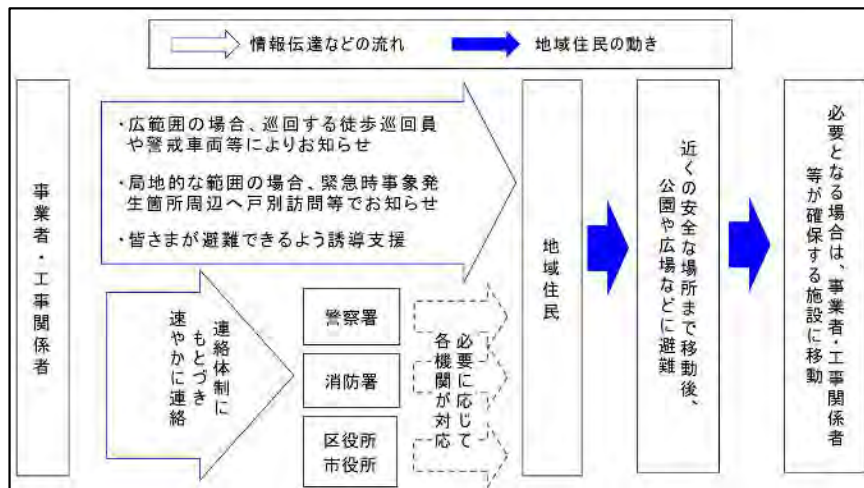 情報伝達などの流れ
地域住民の動き
事業者・工事関係者
・広範囲の場合、巡回する徒歩巡回員
や警戒車両等によりお知らせ
・局地的な範囲の場合、緊急時事象発
生箇所周辺へ戸別訪問等でお知らせ
・皆さまが避難できるよう誘導支援
連絡体制に
もとづき
速やかに連絡
警察署
消防署
区役所
市役所
必要に応じて
各機関が対応
地域住民
近くの安全な場所まで移動後、
公園や広場などに避難
必要となる場合は、事業者・工事関係者
等が確保する施設に移動